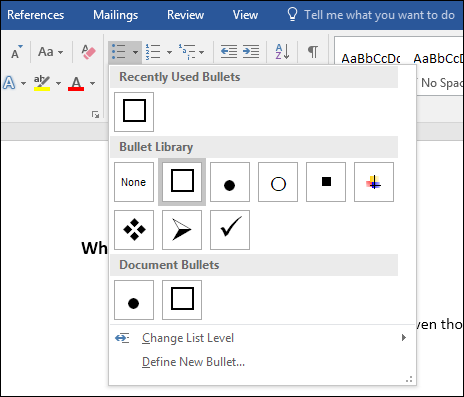 References Mailings Review View Tell me what you want to do
Aa
A A AaBbCcDc AaBbCcDc
No Spac
Recently Used Bullets
Bullet Library
None
Wh
Document Bullets
ven tho
Change List Level
Define New Bullet...